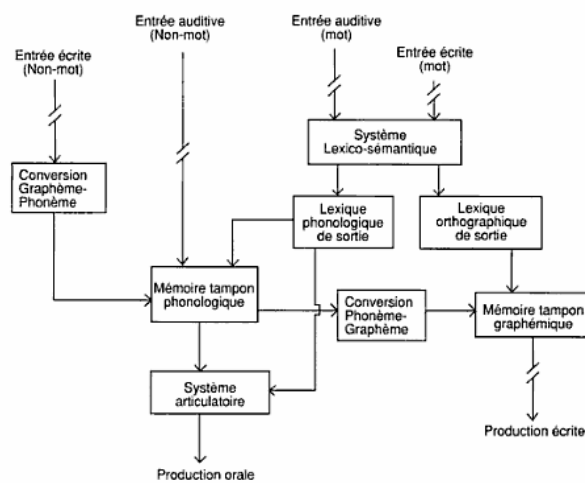 Entrée auditive
(Non-mot)
Entrée auditive
(mot)
Entrée écrite
(Non-mot)
Entrée écrite
(mot)
Système
Lexico-sémantique
Conversion
Graphème-
Phonème
Lexique
phonologique
de sortie
Lexique
orthographique
de sortie
Mémoire tampon
phonologique
Conversion
Phonème-
Graphème
Mémoire tampon
graphémique
Système
articulatoire
Production écrite
Production orale